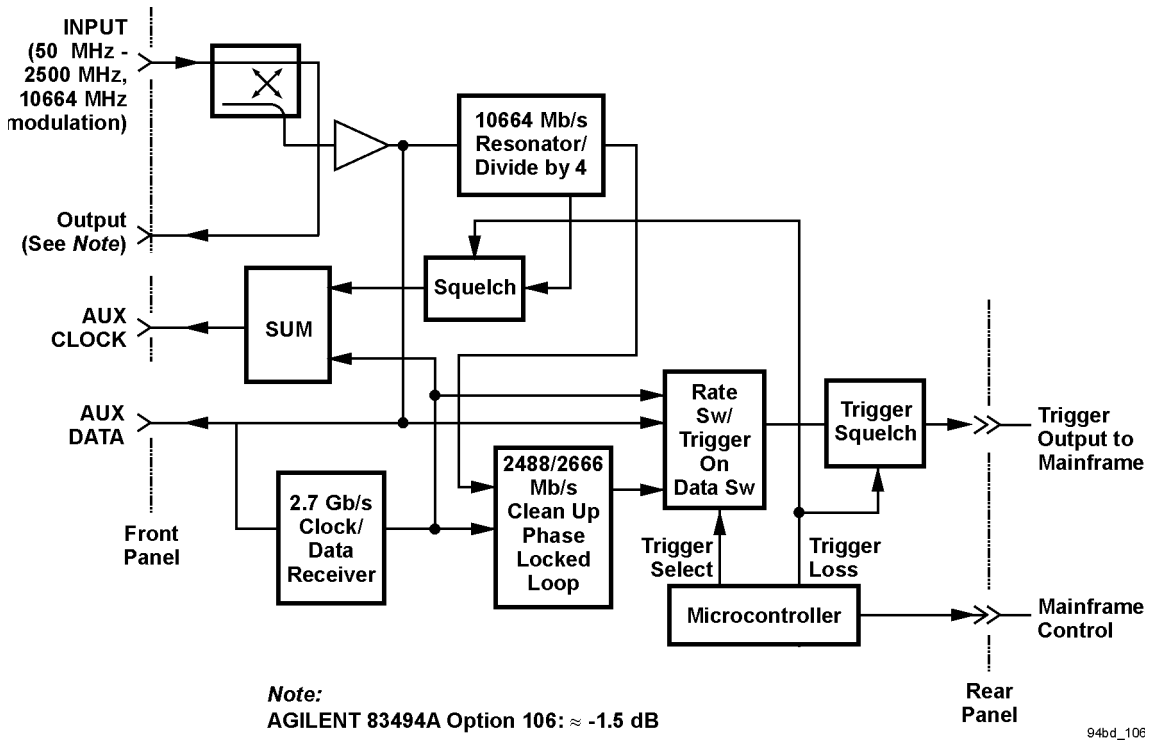 INPUT
(50 MHz -
2500 MHz,
10664 MHz
modulation)
10664 Mb/s
Resonator/
Divide by 4
Output
(See Note)
Squelch
SUM
AUX
CLOCK
AUX
DATA
Rate
Sw/
Trigger
On
Data Sw
Trigger
Squelch
Trigger
Output to
Mainframe
2488/2666
Mb/s
Clean Up
Phase
Locked
Loop
2.7 Gb/s
Clock/
Data
Receiver
Front
Panel
Trigger
Select
Trigger
Loss
Microcontroller
Mainframe
Control
Rear
Panel
Note:
AGILENT 83494A Option 106: ≈ -1.5 dB
94bd_106